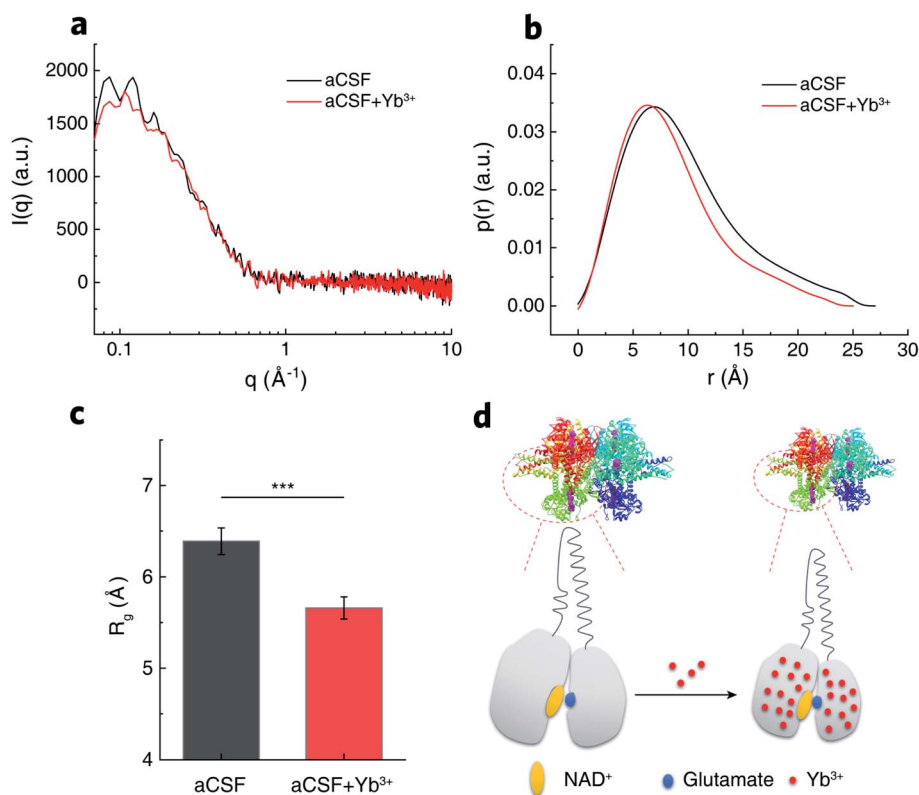 a
2000
1500
1000
500
0
I(q) (a.u.)
aCSF
aCSF+Yb³⁺
0.1
1
10
q (Å⁻¹)
b
0.04
0.03
0.02
0.01
0.00
p(r) (a.u.)
aCSF
aCSF+Yb³⁺
0
5
10
15
20
25
30
r (Å)
c
7
6
5
4
R_g (Å)
***
aCSF
aCSF+Yb³⁺
d
NAD⁺
Glutamate
Yb³⁺